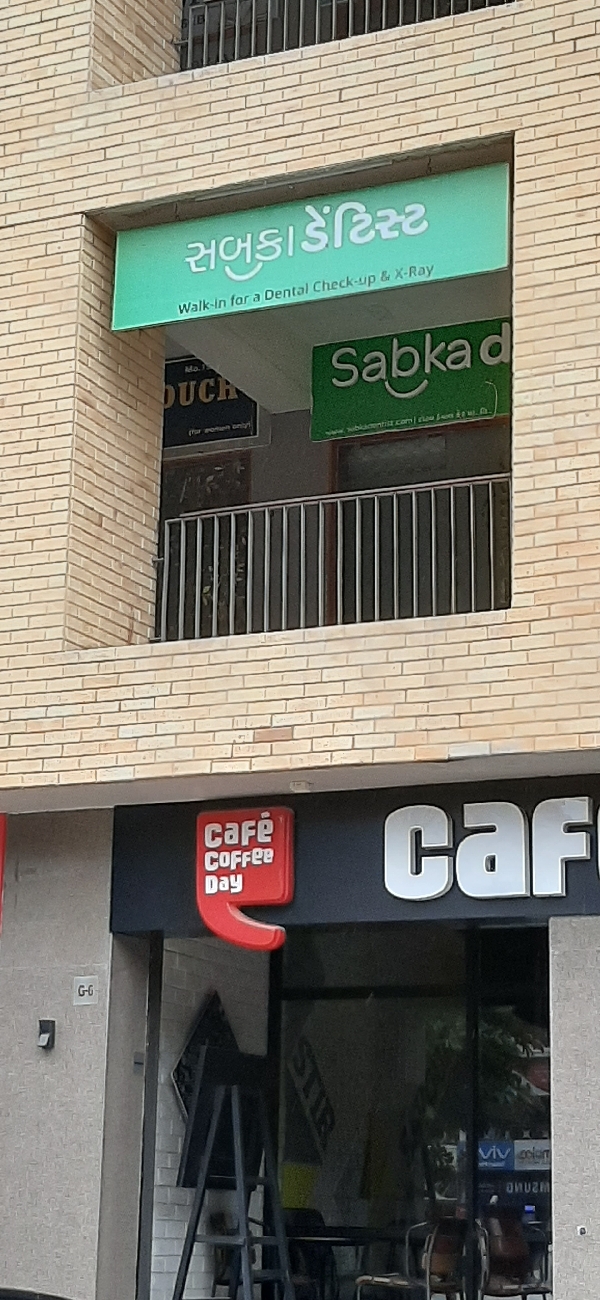 સબકા ડેંટિસ્ટ
Walk-in for a Dental Check-up & X-Ray
Sabka d
OUCH
(for women only)
www.sabkadentist.com
Café
Coffee
Day
café
G-6
STIR